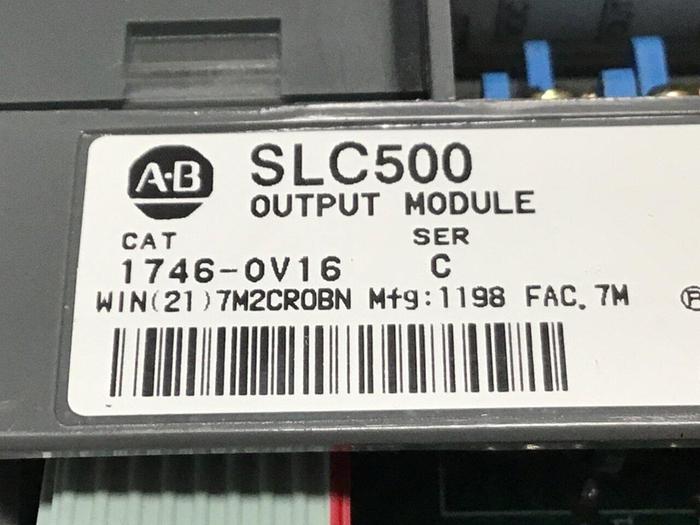 A-B SLC500
OUTPUT MODULE
CAT SER
1746-OV16 C
WIN(21)7M2CROBN Mfg:1198 FAC. 7M